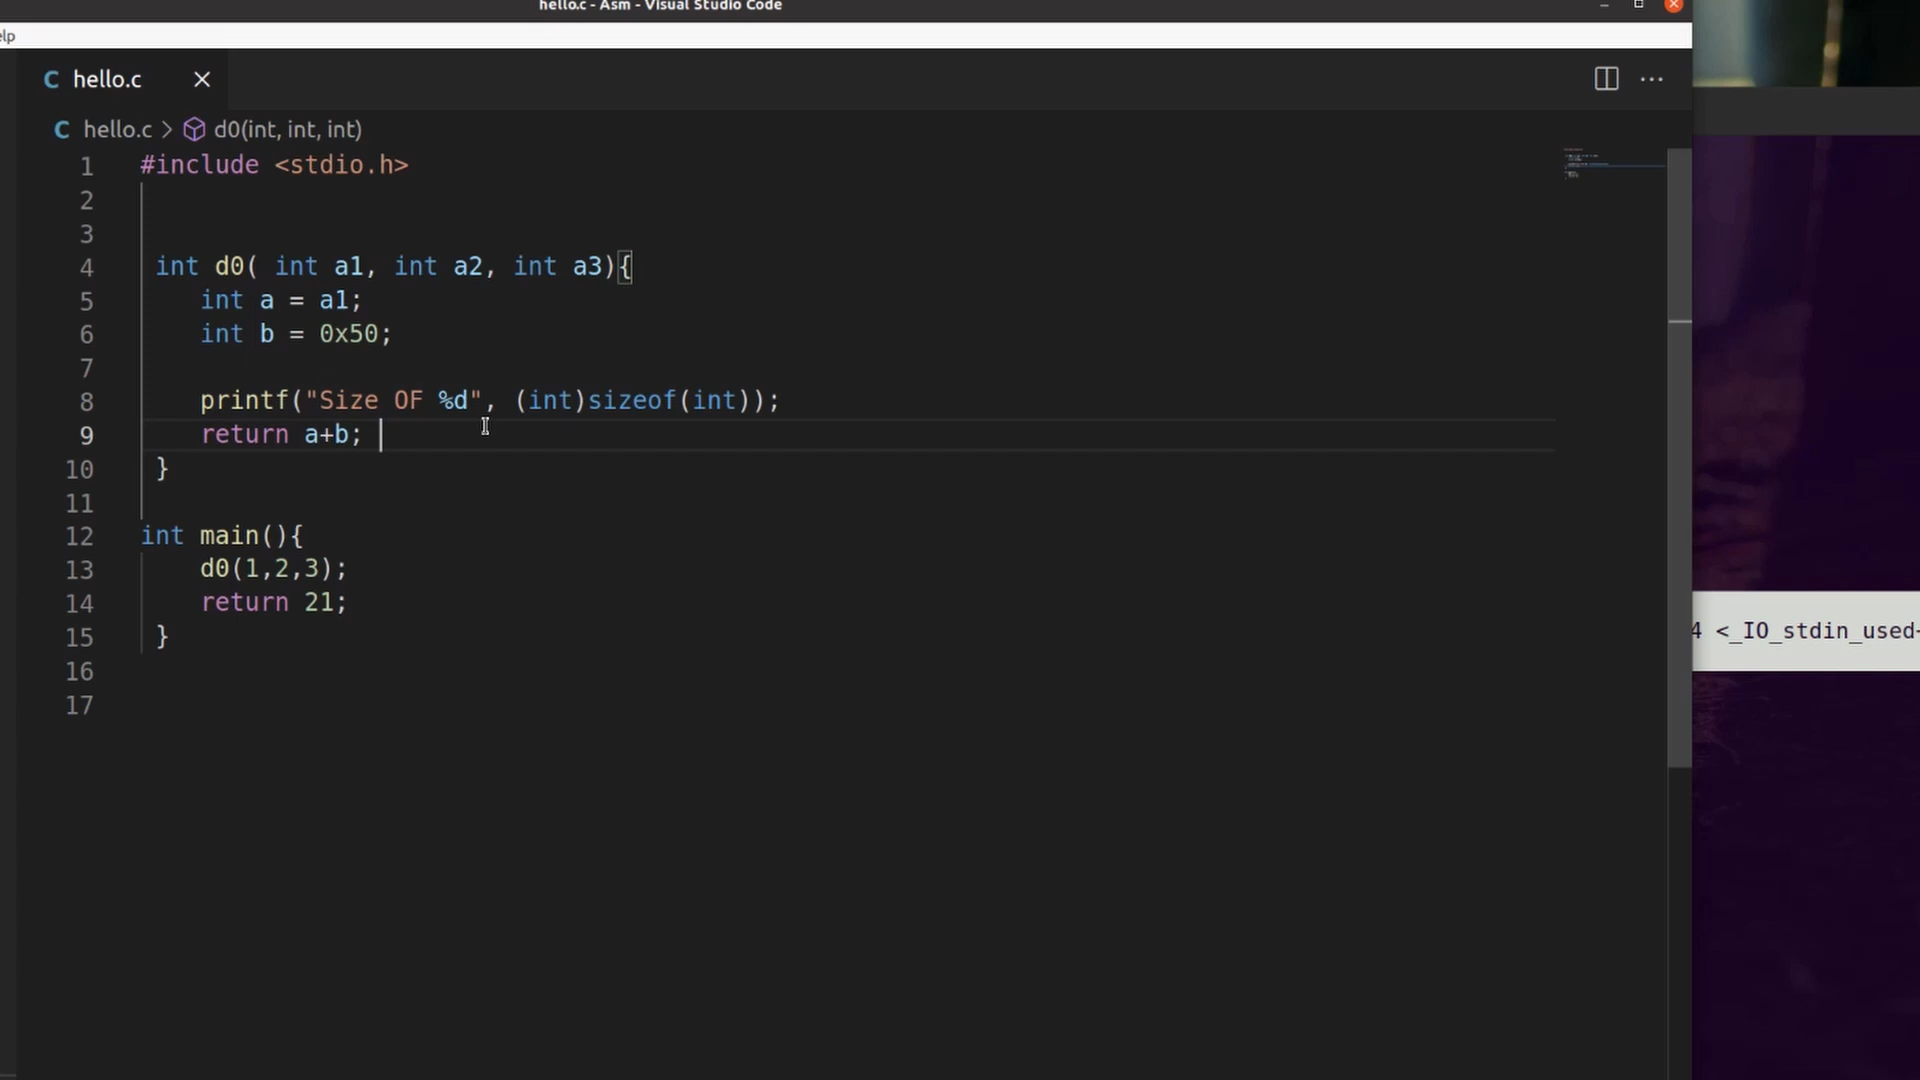 hello.c - Asm - Visual Studio Code
elp
C hello.c
C hello.c > d0(int, int, int)
1 #include <stdio.h>
2
3
4 int d0( int a1, int a2, int a3){
5 int a = a1;
6 int b = 0x50;
7
8 printf("Size OF %d", (int)sizeof(int));
9 return a+b;
10 }
11
12 int main(){
13 d0(1,2,3);
14 return 21;
15 }
16
17
4 <_IO_stdin_used